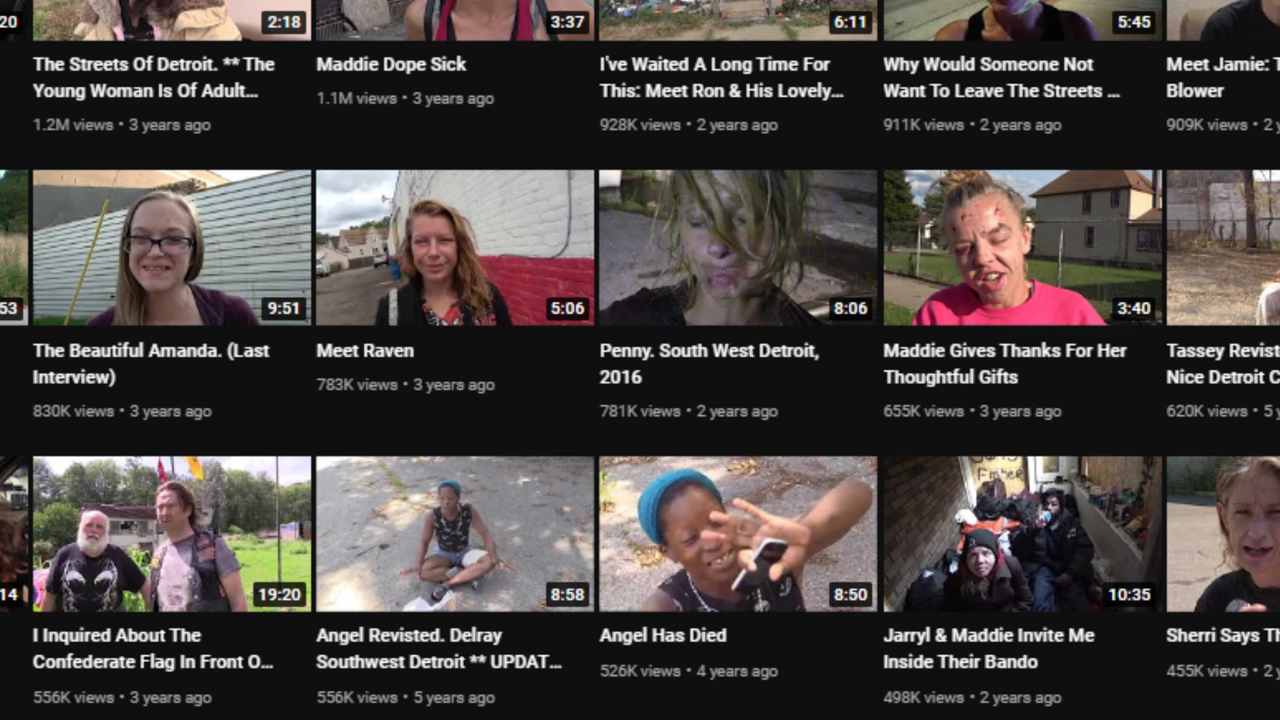 20
2:18
3:37
6:11
5:45
The Streets Of Detroit. ** The
Young Woman Is Of Adult...
1.2M views • 3 years ago
Maddie Dope Sick
1.1M views • 3 years ago
I've Waited A Long Time For
This: Meet Ron & His Lovely...
928K views • 2 years ago
Why Would Someone Not
Want To Leave The Streets ...
911K views • 2 years ago
Meet Jamie: T
Blower
909K views • 2 y
53
9:51
5:06
8:06
3:40
The Beautiful Amanda. (Last
Interview)
830K views • 3 years ago
Meet Raven
783K views • 3 years ago
Penny. South West Detroit,
2016
781K views • 2 years ago
Maddie Gives Thanks For Her
Thoughtful Gifts
655K views • 3 years ago
Tassey Revist
Nice Detroit C
620K views • 5 y
14
19:20
8:58
8:50
10:35
I Inquired About The
Confederate Flag In Front O...
556K views • 3 years ago
Angel Revisted. Delray
Southwest Detroit ** UPDAT...
556K views • 5 years ago
Angel Has Died
526K views • 4 years ago
Jarryl & Maddie Invite Me
Inside Their Bando
498K views • 2 years ago
Sherri Says Th
455K views • 2 y